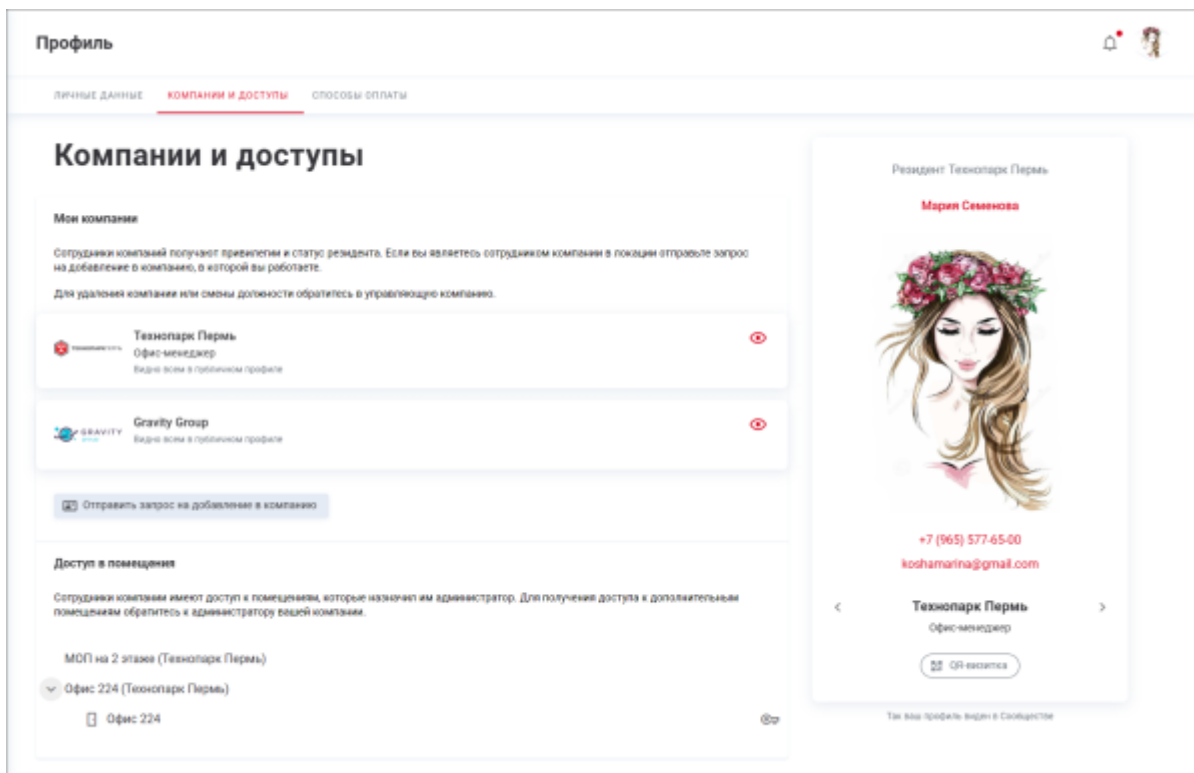 Профиль
ЛИЧНЫЕ ДАННЫЕ КОМПАНИИ И ДОСТУПЫ СПОСОБЫ ОПЛАТЫ
Компании и доступы
Мои компании
Сотрудники компаний получают привилегии и статус резидента. Если вы являетесь сотрудником компании в локации отправьте запрос
на добавление в компанию, в которой вы работаете.
Для удаления компании или смены должности обратитесь в управляющую компанию.
Технопарк Пермь
Офис-менеджер
Видно всем в публичном профиле
GRAVITY
Gravity Group
Видно всем в публичном профиле
Отправить запрос на добавление в компанию
Доступ в помещения
Сотрудники компании имеют доступ к помещениям, которые назначил им администратор. Для получения доступа к дополнительным
помещениям обратитесь к администратору вашей компании.
МОП на 2 этаже (Технопарк Пермь)
Офис 224 (Технопарк Пермь)
Офис 224
Резидент Технопарк Пермь
Мария Семенова
+7 (965) 577-65-00
koshamarina@gmail.com
Технопарк Пермь
Офис-менеджер
QR-визитка
Так ваш профиль виден в Сообществе